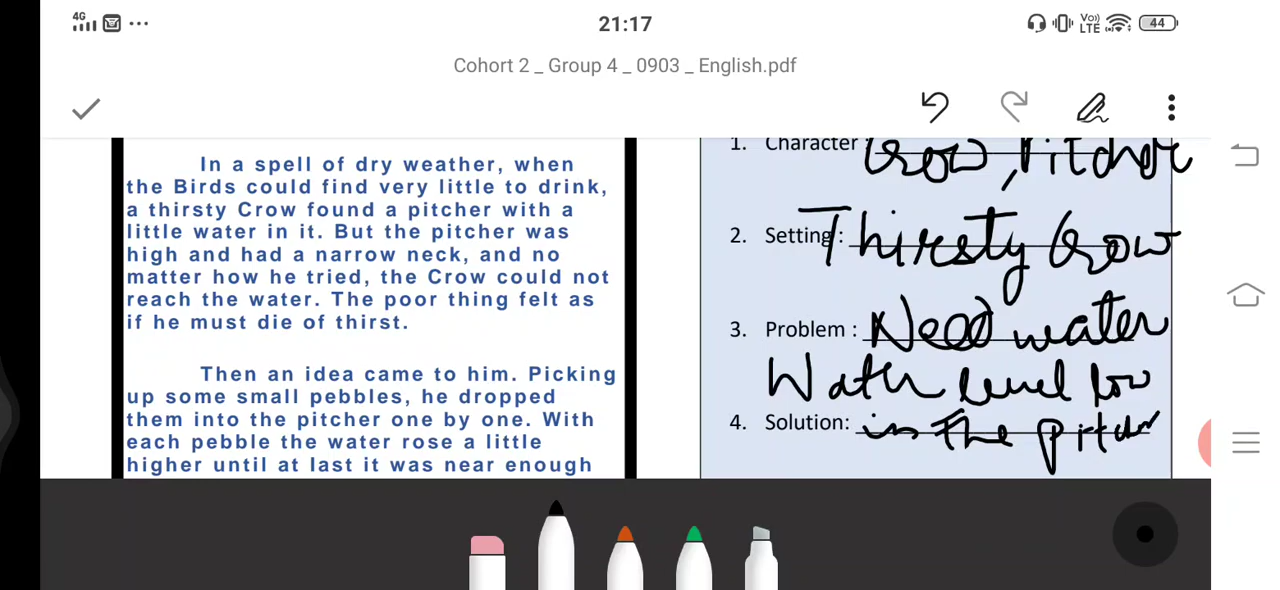 4G
21:17
Vo)) LTE
44
Cohort 2 _ Group 4 _ 0903 _ English.pdf
In a spell of dry weather, when
the Birds could find very little to drink,
a thirsty Crow found a pitcher with a
little water in it. But the pitcher was
high and had a narrow neck, and no
matter how he tried, the Crow could not
reach the water. The poor thing felt as
if he must die of thirst.
Then an idea came to him. Picking
up some small pebbles, he dropped
them into the pitcher one by one. With
each pebble the water rose a little
higher until at last it was near enough
1. Character : Crow, Pitcher
2. Setting : Thirsty Crow
3. Problem : Need water
Water level low
4. Solution: in the pitcher